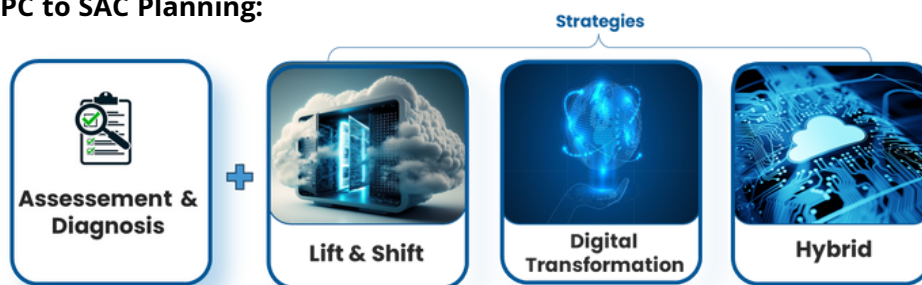 PC to SAC Planning:
Strategies
Assessement &
Diagnosis
Lift & Shift
Digital
Transformation
Hybrid